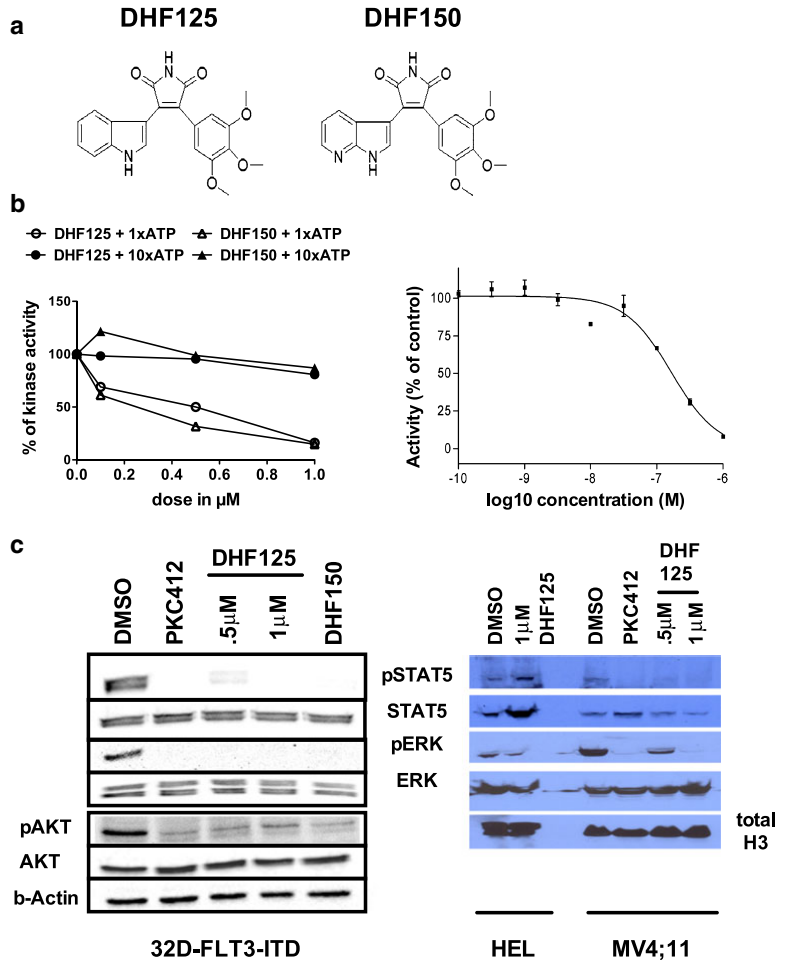 a
DHF125
DHF150
H
N
O
O
O
O
O
N
H
H
N
O
O
O
O
O
N
N
H
b
DHF125 + 1xATP
DHF150 + 1xATP
DHF125 + 10xATP
DHF150 + 10xATP
% of kinase activity
150
100
50
0
0.0
0.2
0.4
0.6
0.8
1.0
dose in µM
Activity (% of control)
100
75
50
25
0
-10
-9
-8
-7
-6
log10 concentration (M)
c
DMSO
PKC412
DHF125
.5µM
1µM
DHF150
DMSO
1µM
DHF125
DMSO
PKC412
DHF
125
.5µM
1µM
pSTAT5
STAT5
pERK
ERK
pAKT
AKT
b-Actin
total
H3
32D-FLT3-ITD
HEL
MV4;11